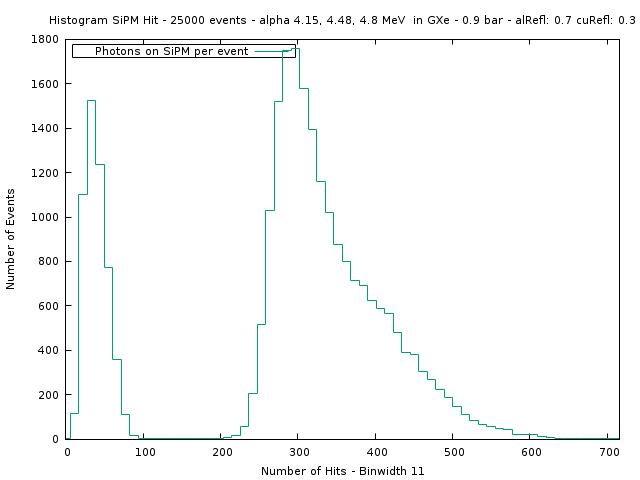 Histogram SiPM Hit - 25000 events - alpha 4.15, 4.48, 4.8 MeV  in GXe - 0.9 bar - alRefl: 0.7 cuRefl: 0.3
Photons on SiPM per event
1800
1600
1400
1200
1000
800
600
400
200
0
Number of Events
0 100 200 300 400 500 600 700
Number of Hits - Binwidth 11